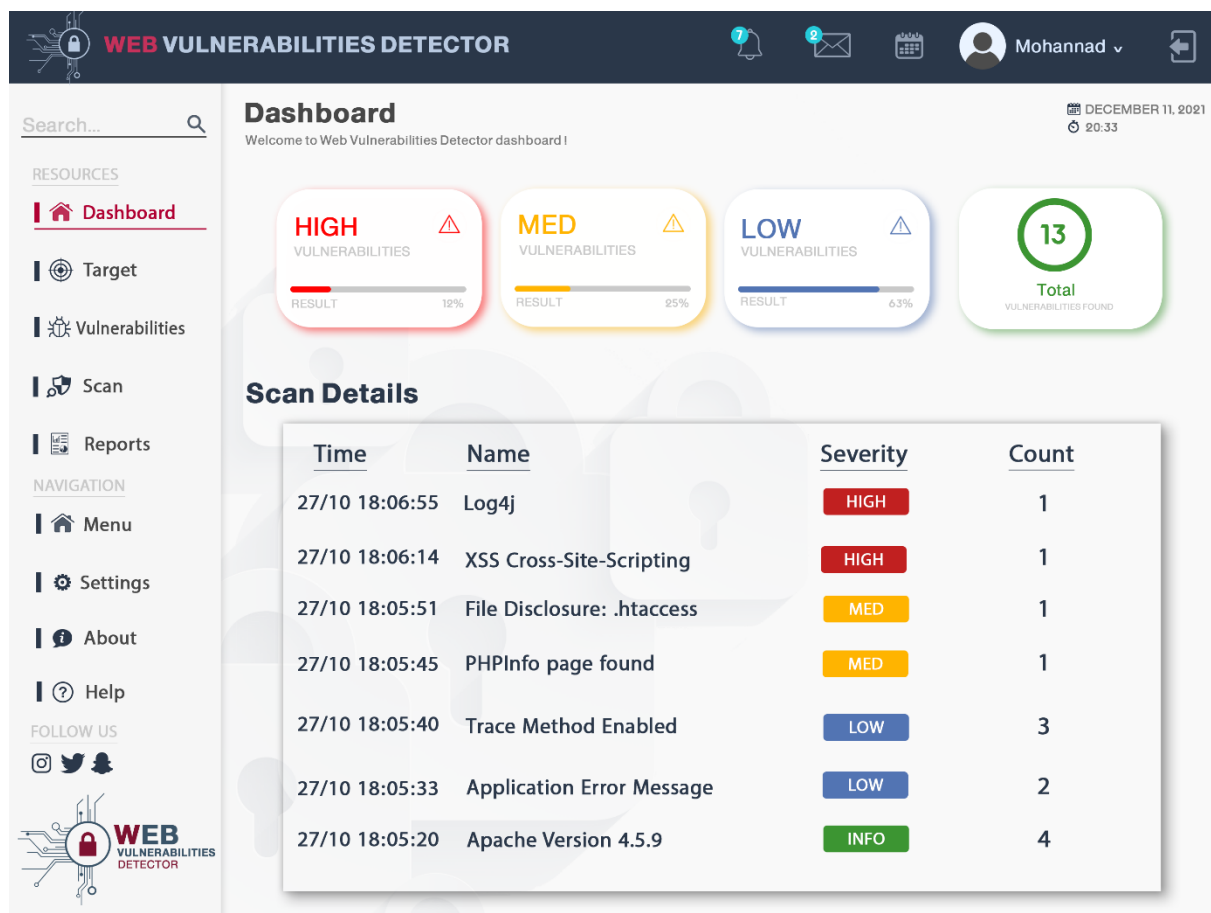 WEB VULNERABILITIES DETECTOR
7
2
Mohannad
Search...
Dashboard
Welcome to Web Vulnerabilities Detector dashboard !
DECEMBER 11, 2021
20:33
RESOURCES
Dashboard
Target
Vulnerabilities
Scan
Reports
NAVIGATION
Menu
Settings
About
Help
FOLLOW US
WEB
VULNERABILITIES
DETECTOR
HIGH
VULNERABILITIES
RESULT 12%
MED
VULNERABILITIES
RESULT 25%
LOW
VULNERABILITIES
RESULT 63%
13
Total
VULNERABILITIES FOUND
Scan Details
Time Name Severity Count
27/10 18:06:55 Log4j HIGH 1
27/10 18:06:14 XSS Cross-Site-Scripting HIGH 1
27/10 18:05:51 File Disclosure: .htaccess MED 1
27/10 18:05:45 PHPInfo page found MED 1
27/10 18:05:40 Trace Method Enabled LOW 3
27/10 18:05:33 Application Error Message LOW 2
27/10 18:05:20 Apache Version 4.5.9 INFO 4